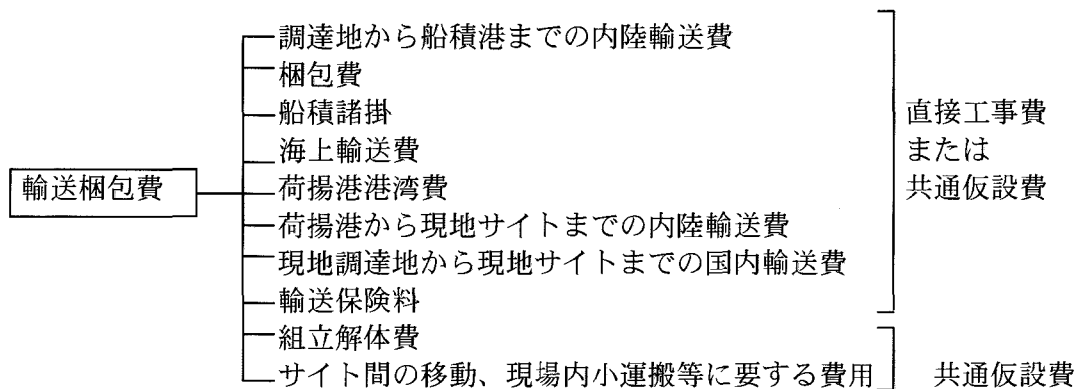 調達地から船積港までの内陸輸送費
梱包費
船積諸掛
海上輸送費
荷揚港港湾費
荷揚港から現地サイトまでの内陸輸送費
現地調達地から現地サイトまでの国内輸送費
輸送保険料
組立解体費
サイト間の移動、現場内小運搬等に要する費用
輸送梱包費
直接工事費
または
共通仮設費
共通仮設費